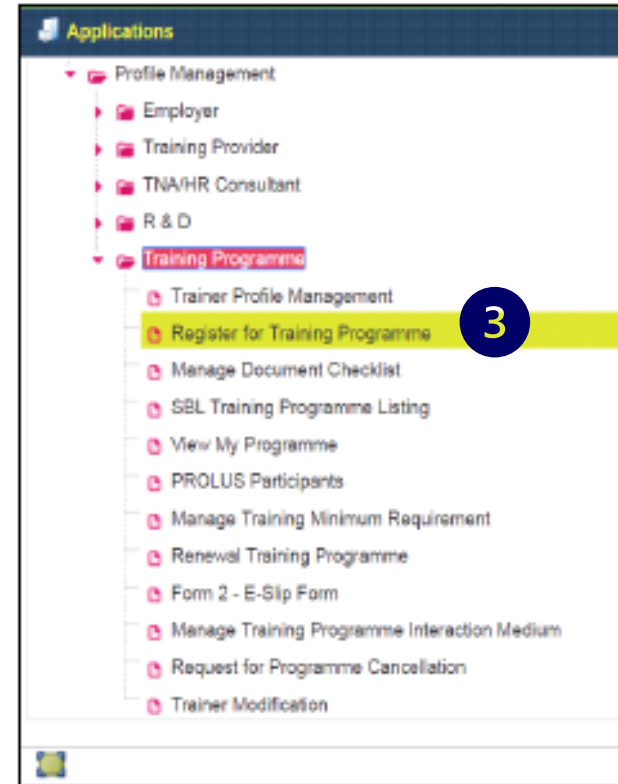 Applications
Profile Management
Employer
Training Provider
TNA/HR Consultant
R & D
Training Programme
Trainer Profile Management
Register for Training Programme
3
Manage Document Checklist
SBL Training Programme Listing
View My Programme
PROLUS Participants
Manage Training Minimum Requirement
Renewal Training Programme
Form 2 - E-Slip Form
Manage Training Programme Interaction Medium
Request for Programme Cancellation
Trainer Modification